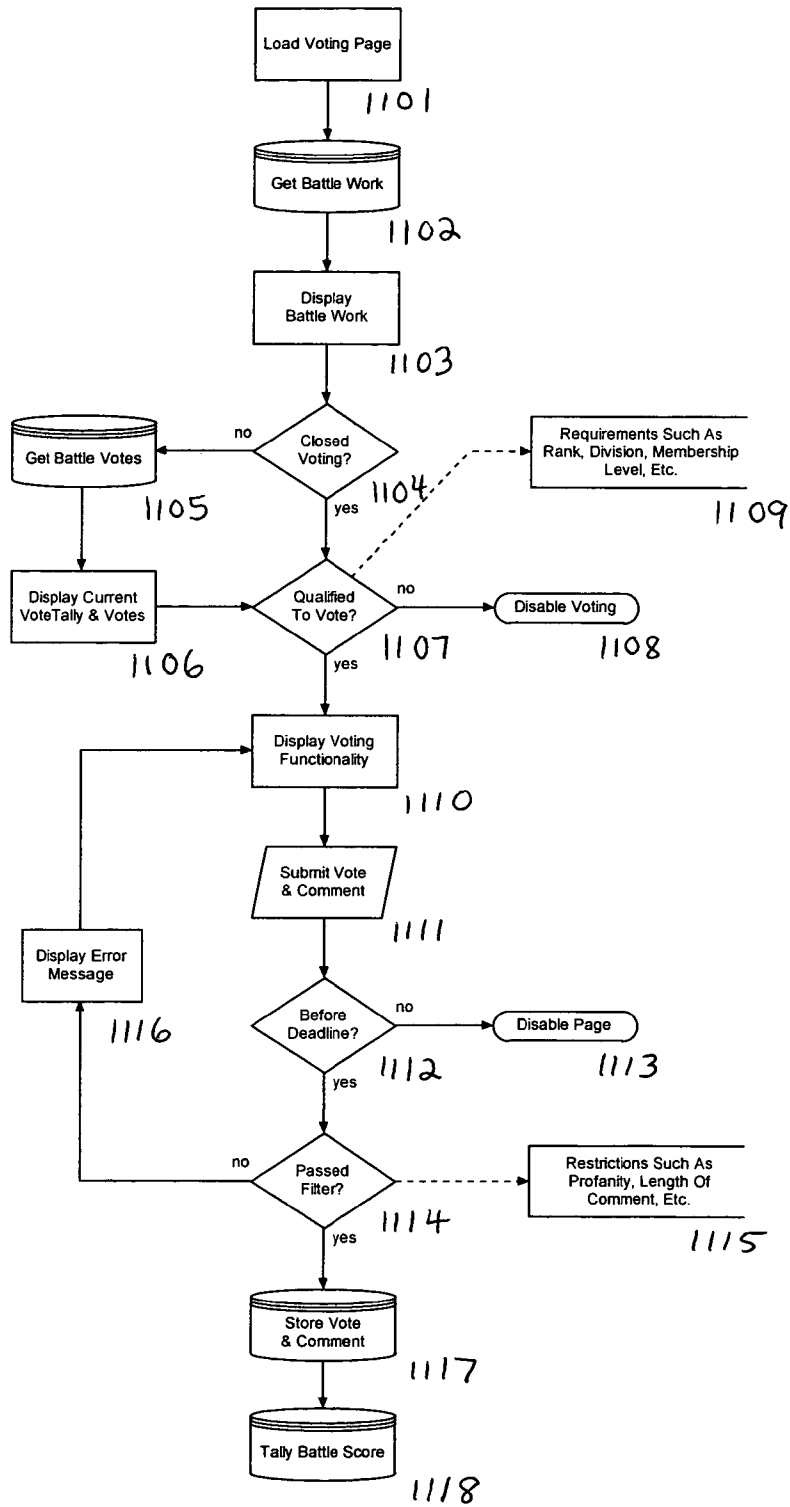 Load Voting Page
1101
Get Battle Work
1102
Display
Battle Work
1103
Closed
Voting?
1104
no
yes
Get Battle Votes
1105
Display Current
VoteTally & Votes
1106
Qualified
To Vote?
1107
no
yes
Disable Voting
1108
Requirements Such As
Rank, Division, Membership
Level, Etc.
1109
Display Voting
Functionality
1110
Submit Vote
& Comment
1111
Before
Deadline?
1112
no
yes
Disable Page
1113
Passed
Filter?
1114
no
yes
Restrictions Such As
Profanity, Length Of
Comment, Etc.
1115
Display Error
Message
1116
Store Vote
& Comment
1117
Tally Battle Score
1118